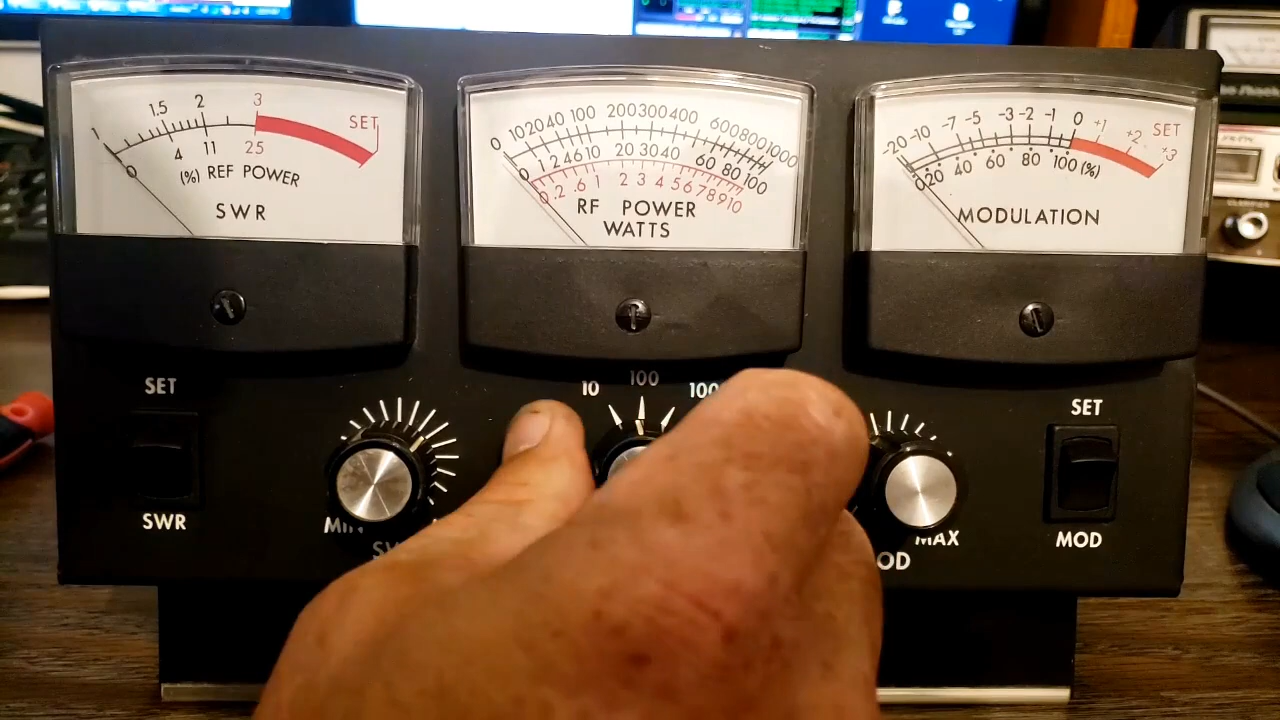 1 1.5 2 3 SET
0 4 11 25
(%) REF POWER
SWR
0 10 20 40 100 200 300 400 600 800 1000
0 1 2 4 6 10 20 30 40 60 80 100
0 .2 .6 1 2 3 4 5 6 7 8 9 10
RF POWER
WATTS
-20 -10 -7 -5 -3 -2 -1 0 +1 +2 +3 SET
0 20 40 60 80 100 (%)
MODULATION
SET
10 100 100
SET
SWR
MIN
SW
MAX
OD
MOD